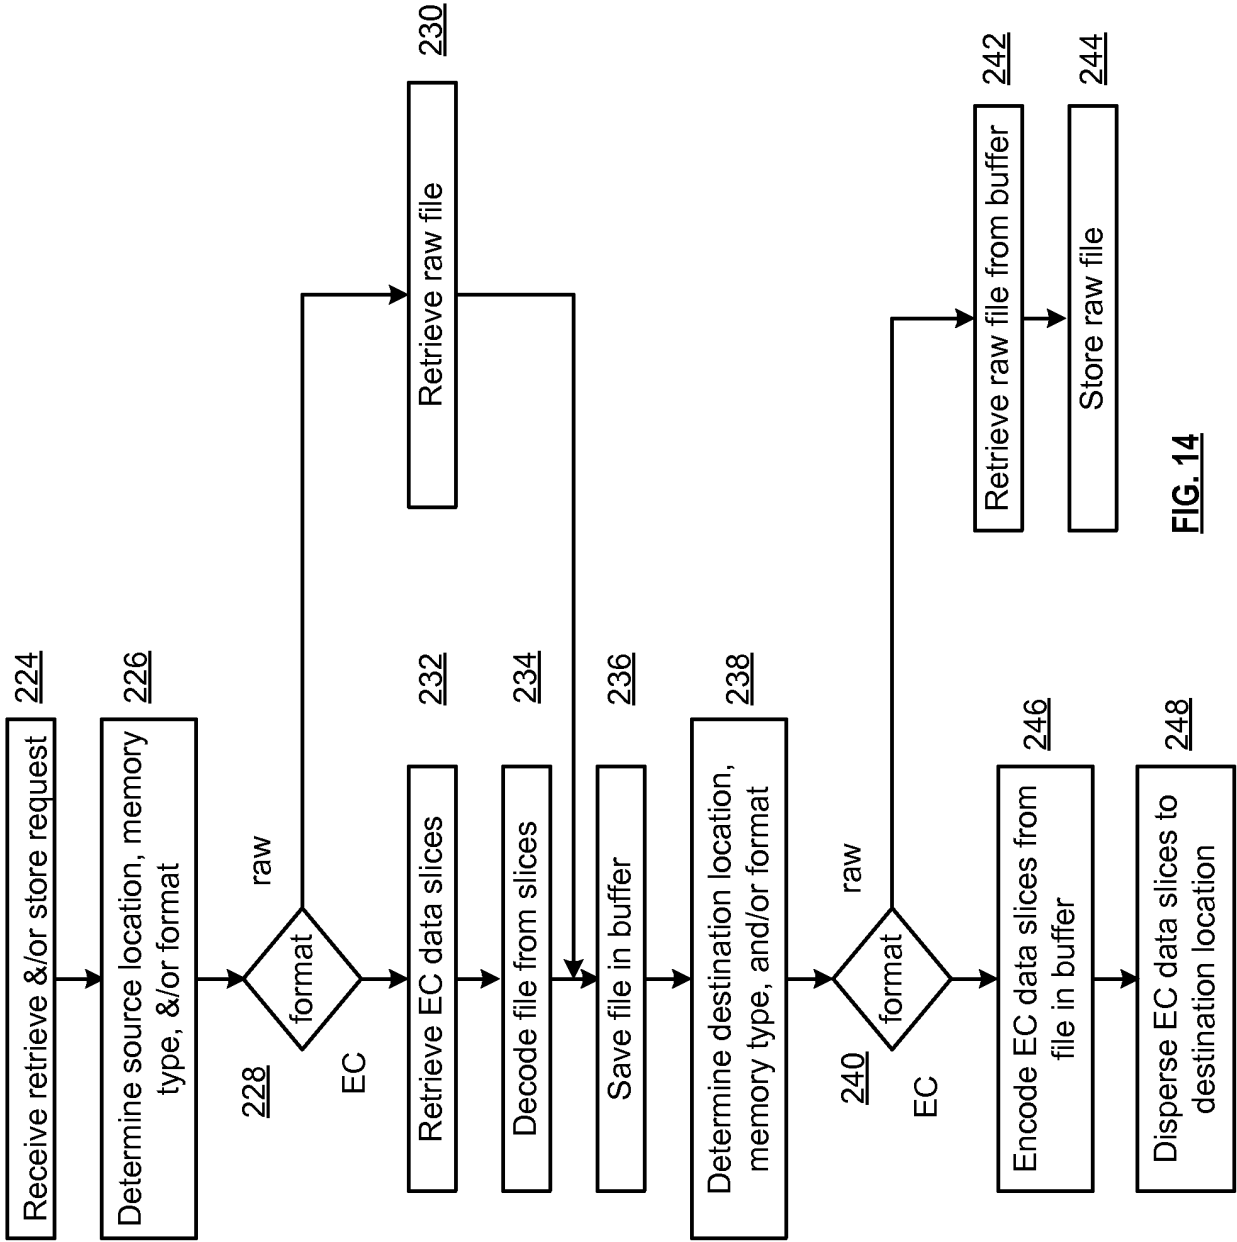 Receive retrieve &/or store request
224
Determine source location, memory
type, &/or format
226
format
228
raw
EC
Retrieve raw file
230
Retrieve EC data slices
232
Decode file from slices
234
Save file in buffer
236
Determine destination location,
memory type, and/or format
238
format
240
raw
EC
Retrieve raw file from buffer
242
Store raw file
244
Encode EC data slices from
file in buffer
246
Disperse EC data slices to
destination location
248
FIG. 14